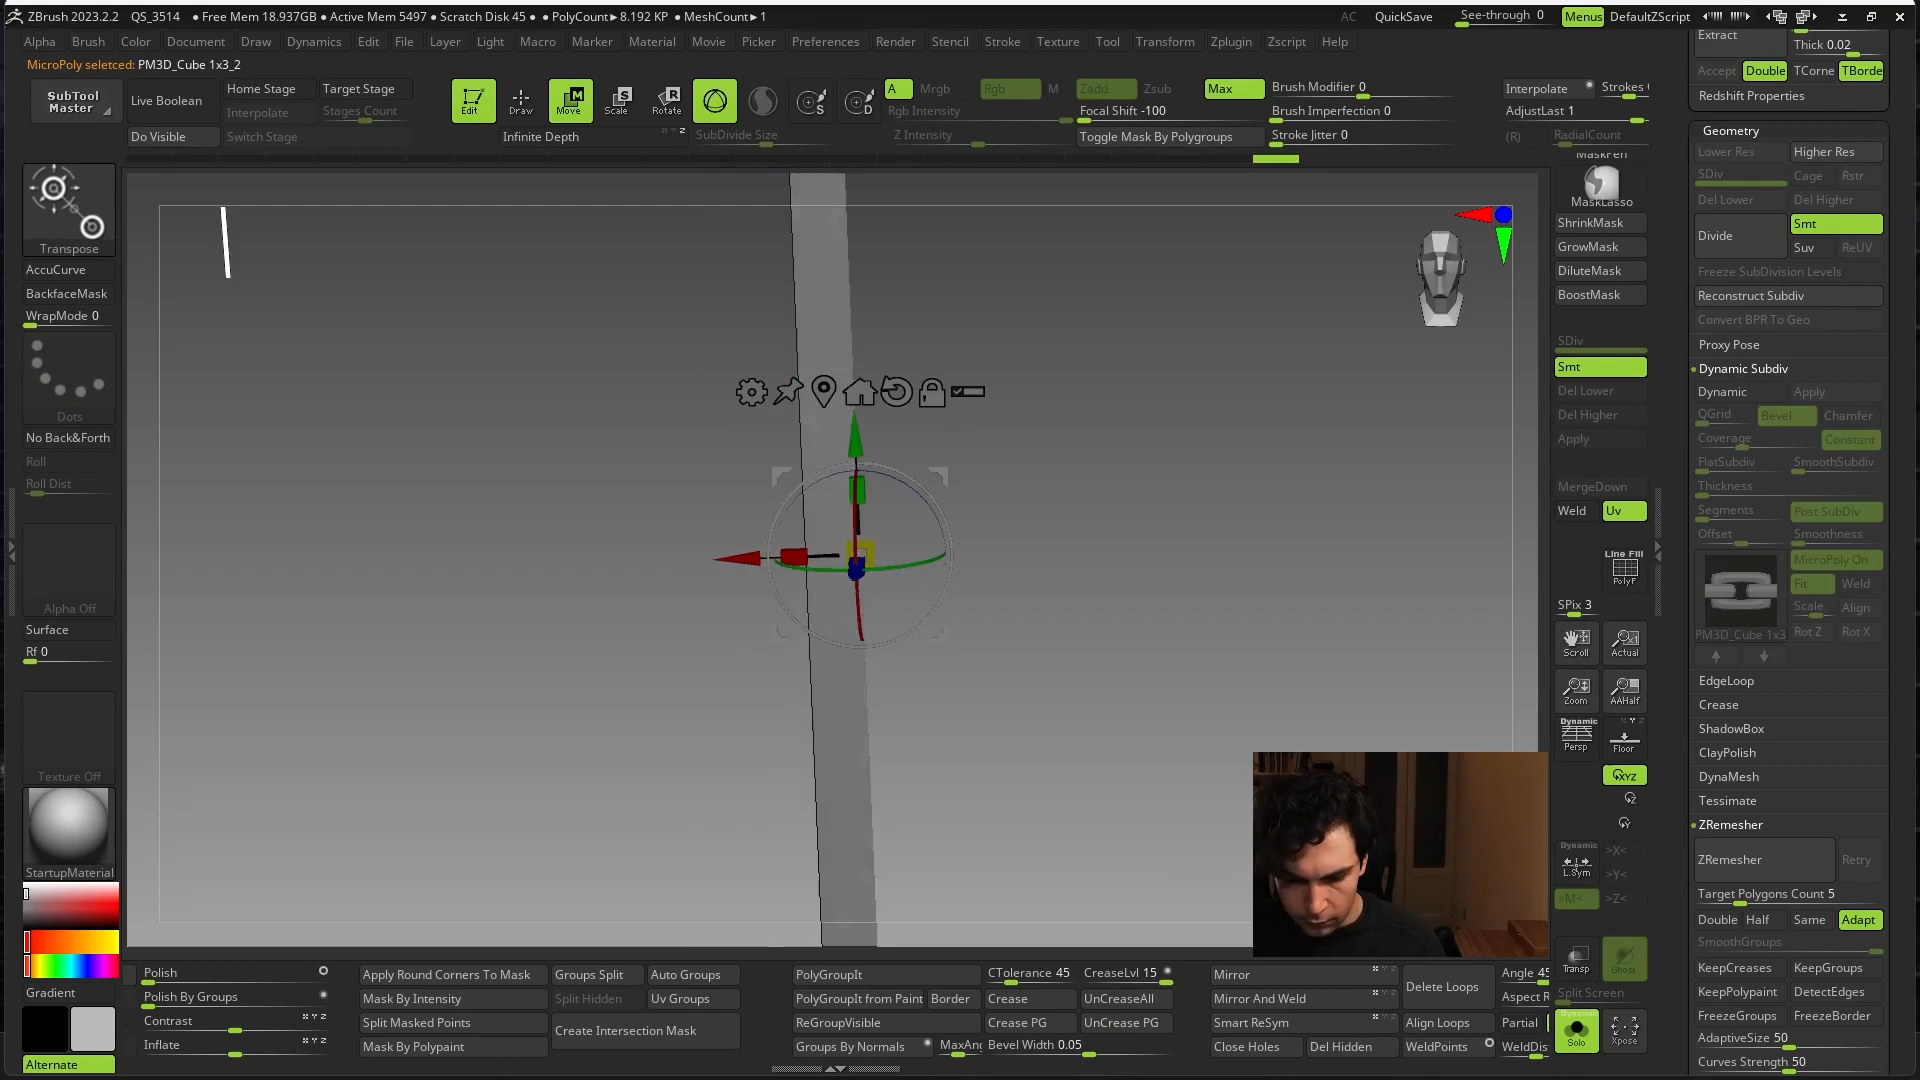 ZBrush 2023.2.2 QS_3514 • Free Mem 18.937GB • Active Mem 5497 • Scratch Disk 45 • • PolyCount▸8.192 KP • MeshCount▸1
AC QuickSave See-through 0 Menus DefaultZScript
Alpha Brush Color Document Draw Dynamics Edit File Layer Light Macro Marker Material Movie Picker Preferences Render Stencil Stroke Texture Tool Transform Zplugin Zscript Help
MicroPoly seletced: PM3D_Cube 1x3_2
SubTool Master
Live Boolean
Home Stage Target Stage
Interpolate Stages Count
Do Visible Switch Stage
Edit Draw Move Scale Rotate
Infinite Depth SubDivide Size
A Mrgb Rgb M Zadd Zsub Max
Rgb Intensity Focal Shift -100
Z Intensity Toggle Mask By Polygroups
Brush Modifier 0
Brush Imperfection 0
Stroke Jitter 0
Interpolate Strokes
AdjustLast 1
(R) RadialCount
Transpose
AccuCurve
BackfaceMask
WrapMode 0
Dots
No Back&Forth
Roll
Roll Dist
Alpha Off
Surface
Rf 0
Texture Off
StartupMaterial
Gradient
Alternate
MaskPen
MaskLasso
ShrinkMask
GrowMask
DiluteMask
BoostMask
SDiv
Smt
Del Lower
Del Higher
Apply
MergeDown
Weld Uv
Line Fill
PolyF
SPix 3
Scroll Actual
Zoom AAHalf
Dynamic
Persp Floor
XYZ
Z
Y
Dynamic
L.Sym
>X<
>Y<
>M< >Z<
Transp Ghost
Split Screen
Dynamic
Solo Xpose
Extract
Thick 0.02
Accept Double TCorne TBorde
Redshift Properties
Geometry
Lower Res Higher Res
SDiv Cage Rstr
Del Lower Del Higher
Divide Smt
Suv ReUV
Freeze SubDivision Levels
Reconstruct Subdiv
Convert BPR To Geo
Proxy Pose
Dynamic Subdiv
Dynamic Apply
QGrid Bevel Chamfer
Coverage Constant
FlatSubdiv SmoothSubdiv
Thickness
Segments Post SubDiv
Offset Smoothness
MicroPoly On
Fit Weld
Scale Align
PM3D_Cube 1x3 Rot Z Rot X
EdgeLoop
Crease
ShadowBox
ClayPolish
DynaMesh
Tessimate
ZRemesher
ZRemesher Retry
Target Polygons Count 5
Double Half Same Adapt
SmoothGroups
KeepCreases KeepGroups
KeepPolypaint DetectEdges
FreezeGroups FreezeBorder
AdaptiveSize 50
Curves Strength 50
Polish
Polish By Groups
Contrast
Inflate
Apply Round Corners To Mask Groups Split Auto Groups
Mask By Intensity Split Hidden Uv Groups
Split Masked Points Create Intersection Mask
Mask By Polypaint
PolyGroupIt CTolerance 45 CreaseLvl 15
PolyGroupIt from Paint Border Crease UnCreaseAll
ReGroupVisible Crease PG UnCrease PG
Groups By Normals MaxAng Bevel Width 0.05
Mirror Delete Loops Angle 45
Mirror And Weld Aspect R
Smart ReSym Align Loops Partial
Close Holes Del Hidden WeldPoints WeldDis